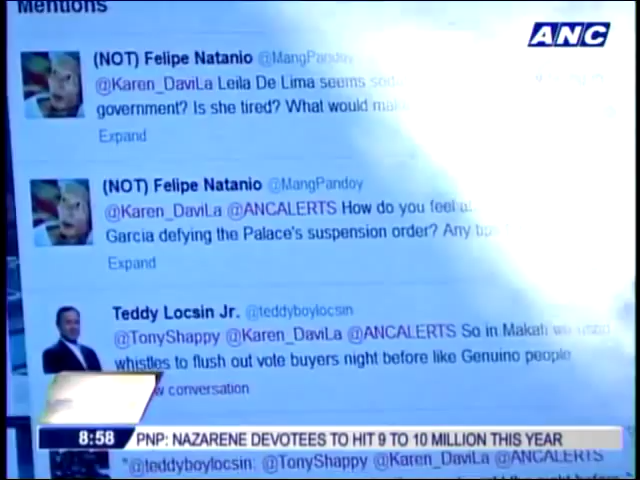 Mentions
ANC
(NOT) Felipe Natanio @MangPandoy
@Karen_DaviLa Leila De Lima seems
government? Is she tired? What would
Expand
(NOT) Felipe Natanio @MangPandoy
@Karen_DaviLa @ANCALERTS How do you feel
Garcia defying the Palace's suspension order? Any
Expand
Teddy Locsin Jr. @teddyboylocsin
@TonyShappy @Karen_DaviLa @ANCALERTS So in Makati we used
whistles to flush out vote buyers night before like Genuino people
conversation
8:58 PNP: NAZARENE DEVOTEES TO HIT 9 TO 10 MILLION THIS YEAR
"@teddyboylocsin: @TonyShappy @Karen_DaviLa @ANCALERTS